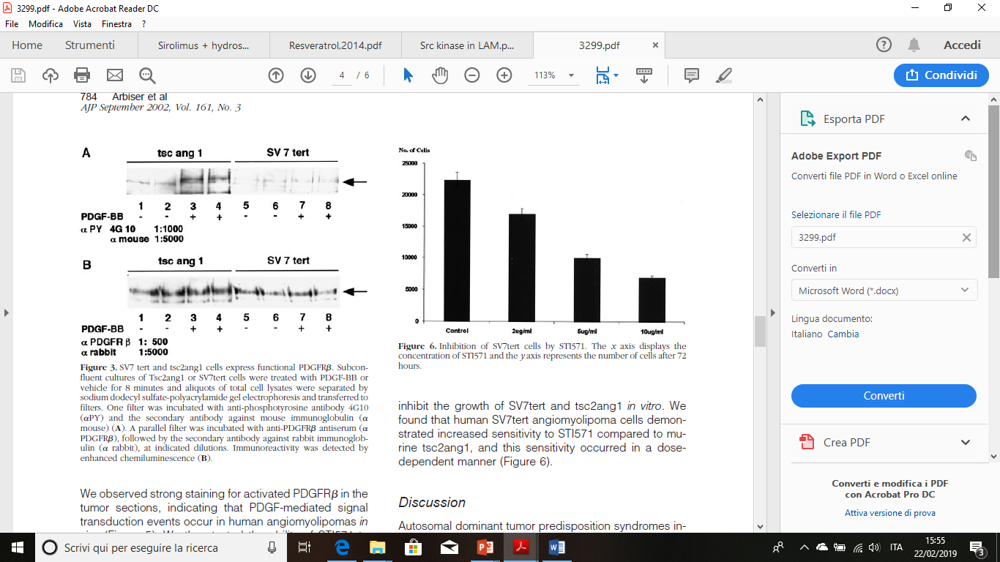 3299.pdf - Adobe Acrobat Reader DC
File Modifica Vista Finestra ?
Home Strumenti Sirolimus + hydros... Resveratrol,2014.pdf Src kinase in LAM.p... 3299.pdf × Accedi
4 / 6 113% Condividi
784 Arbiser et al
AJP September 2002, Vol. 161, No. 3
A tsc ang 1 SV 7 tert
1 2 3 4 5 6 7 8
PDGF-BB - - + + - - + +
α PY 4G 10 1:1000
α mouse 1:5000
B tsc ang 1 SV 7 tert
1 2 3 4 5 6 7 8
PDGF-BB - - + + - - + +
α PDGFR β 1: 500
α rabbit 1:5000
Figure 3. SV7 tert and tsc2ang1 cells express functional PDGFRβ. Subcon-
fluent cultures of Tsc2ang1 or SV7tert cells were treated with PDGF-BB or
vehicle for 8 minutes and aliquots of total cell lysates were separated by
sodium dodecyl sulfate-polyacrylamide gel electrophoresis and transferred to
filters. One filter was incubated with anti-phosphotyrosine antibody 4G10
(αPY) and the secondary antibody against mouse immunoglobulin (α
mouse) (A). A parallel filter was incubated with anti-PDGFRβ antiserum (α
PDGFRβ), followed by the secondary antibody against rabbit immunoglob-
ulin (α rabbit), at indicated dilutions. Immunoreactivity was detected by
enhanced chemiluminescence (B).
We observed strong staining for activated PDGFRβ in the
tumor sections, indicating that PDGF-mediated signal
transduction events occur in human angiomyolipomas in
No. of Cells
25000
20000
15000
10000
5000
0
Control 2ug/ml 5ug/ml 10ug/ml
Figure 6. Inhibition of SV7tert cells by STI571. The x axis displays the
concentration of STI571 and the y axis represents the number of cells after 72
hours.
inhibit the growth of SV7tert and tsc2ang1 in vitro. We
found that human SV7tert angiomyolipoma cells demon-
strated increased sensitivity to STI571 compared to mu-
rine tsc2ang1, and this sensitivity occurred in a dose-
dependent manner (Figure 6).
Discussion
Autosomal dominant tumor predisposition syndromes in-
Esporta PDF
Adobe Export PDF
Converti file PDF in Word o Excel online
Selezionare il file PDF
3299.pdf
Converti in
Microsoft Word (*.docx)
Lingua documento:
Italiano Cambia
Converti
Crea PDF
Converti e modifica i PDF
con Acrobat Pro DC
Attiva versione di prova
Scrivi qui per eseguire la ricerca
ITA
15:55
22/02/2019
3